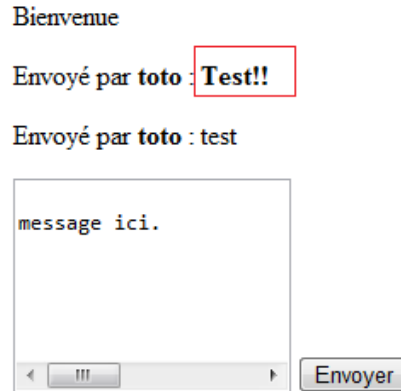 Bienvenue
Envoyé par toto : Test!!
Envoyé par toto : test
message ici.
Envoyer